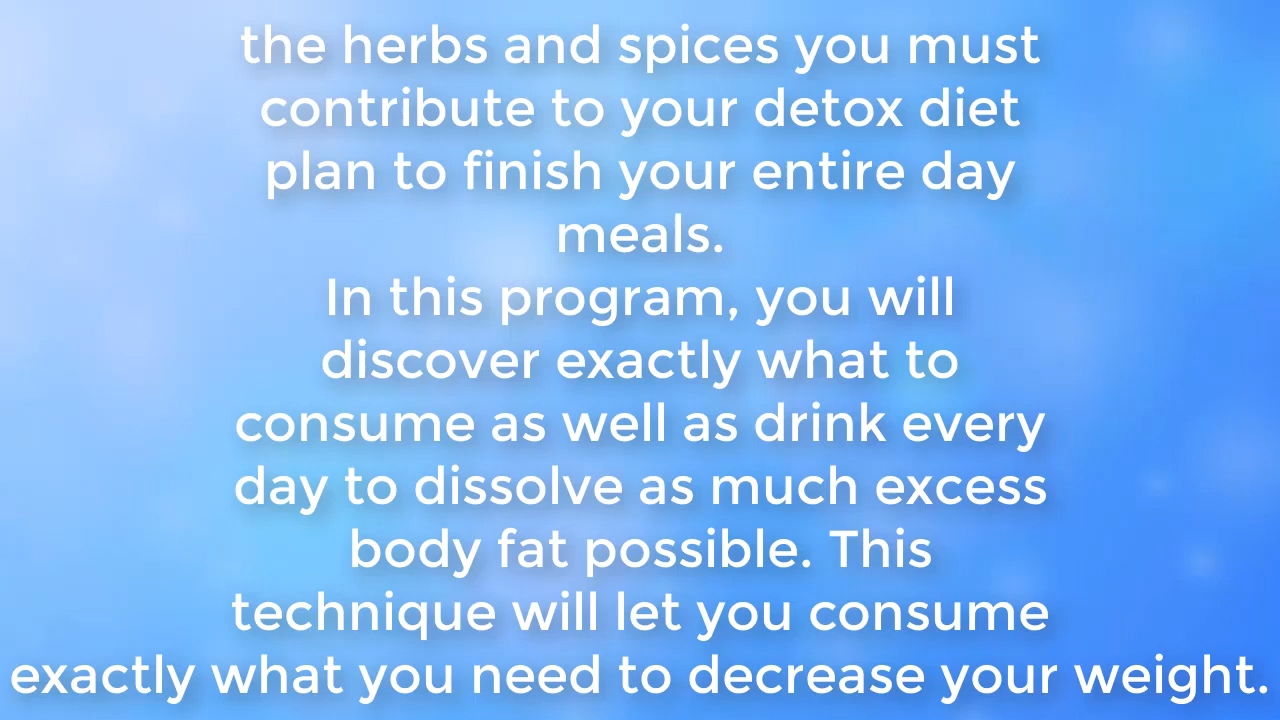 the herbs and spices you must
contribute to your detox diet
plan to finish your entire day
meals.
In this program, you will
discover exactly what to
consume as well as drink every
day to dissolve as much excess
body fat possible. This
technique will let you consume
exactly what you need to decrease your weight.